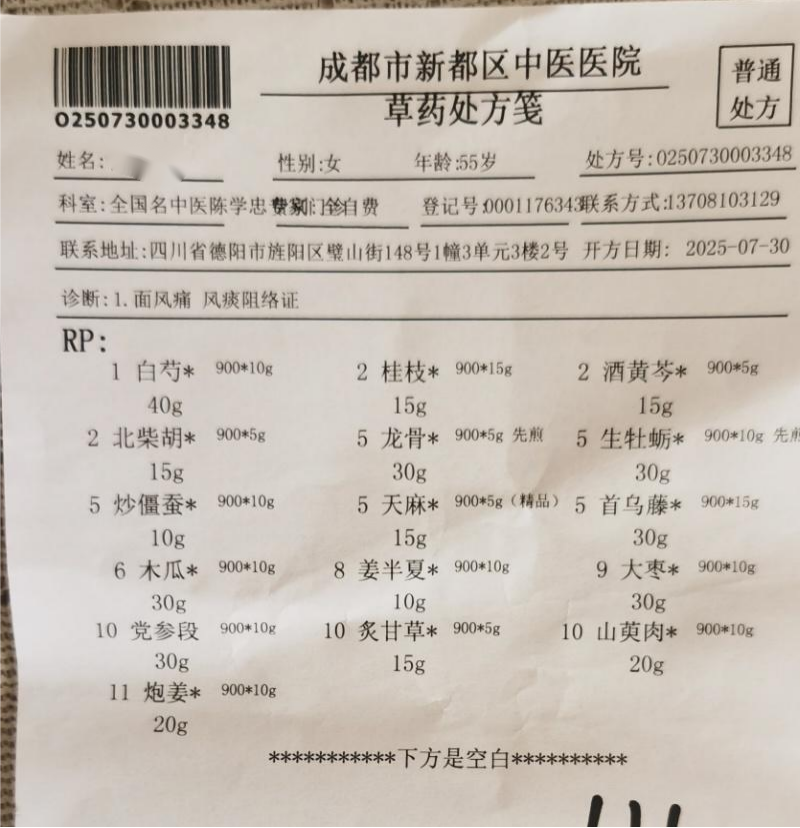 成都市新都区中医医院
普通
处方
草药处方笺
O250730003348
姓名: 性别:女 年龄:55岁 处方号:O250730003348
科室:全国名中医陈学忠 自费 登记号:0001176343 联系方式:13708103129
联系地址:四川省德阳市旌阳区璧山街148号1幢3单元3楼2号 开方日期: 2025-07-30
诊断:1.面风痛 风痰阻络证
RP:
1 白芍* 900*10g 2 桂枝* 900*15g 2 酒黄芩* 900*5g
40g 15g 15g
2 北柴胡* 900*5g 5 龙骨* 900*5g 先煎 5 生牡蛎* 900*10g 先煎
15g 30g 30g
5 炒僵蚕* 900*10g 5 天麻* 900*5g（精品） 5 首乌藤* 900*15g
10g 15g 30g
6 木瓜* 900*10g 8 姜半夏* 900*10g 9 大枣* 900*10g
30g 10g 30g
10 党参段 900*10g 10 炙甘草* 900*5g 10 山萸肉* 900*10g
30g 15g 20g
11 炮姜* 900*10g
20g
***********下方是空白**********